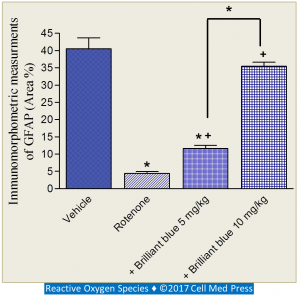 Immunomorphometric measurments
of GFAP (Area %)
45
40
35
30
25
20
15
10
5
0
*
*
* +
+
Vehicle
Rotenone
+ Brilliant blue 5 mg/kg
+ Brilliant blue 10 mg/kg
Reactive Oxygen Species ♦ ©2017 Cell Med Press